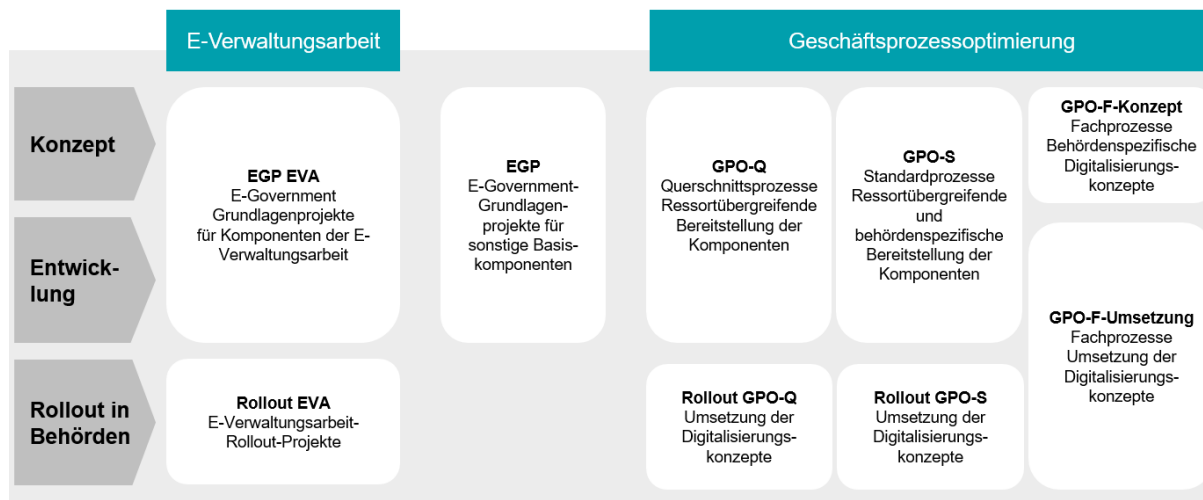 E-Verwaltungsarbeit
Geschäftsprozessoptimierung
Konzept
Entwick-
lung
Rollout in
Behörden
EGP EVA
E-Government
Grundlagenprojekte
für Komponenten der E-
Verwaltungsarbeit
EGP
E-Government-
Grundlagen-
projekte für
sonstige Basis-
komponenten
GPO-Q
Querschnittsprozesse
Ressortübergreifende
Bereitstellung der
Komponenten
GPO-S
Standardprozesse
Ressortübergreifende
und
behördenspezifische
Bereitstellung der
Komponenten
GPO-F-Konzept
Fachprozesse
Behördenspezifische
Digitalisierungs-
konzepte
GPO-F-Umsetzung
Fachprozesse
Umsetzung der
Digitalisierungs-
konzepte
Rollout EVA
E-Verwaltungsarbeit-
Rollout-Projekte
Rollout GPO-Q
Umsetzung der
Digitalisierungs-
konzepte
Rollout GPO-S
Umsetzung der
Digitalisierungs-
konzepte